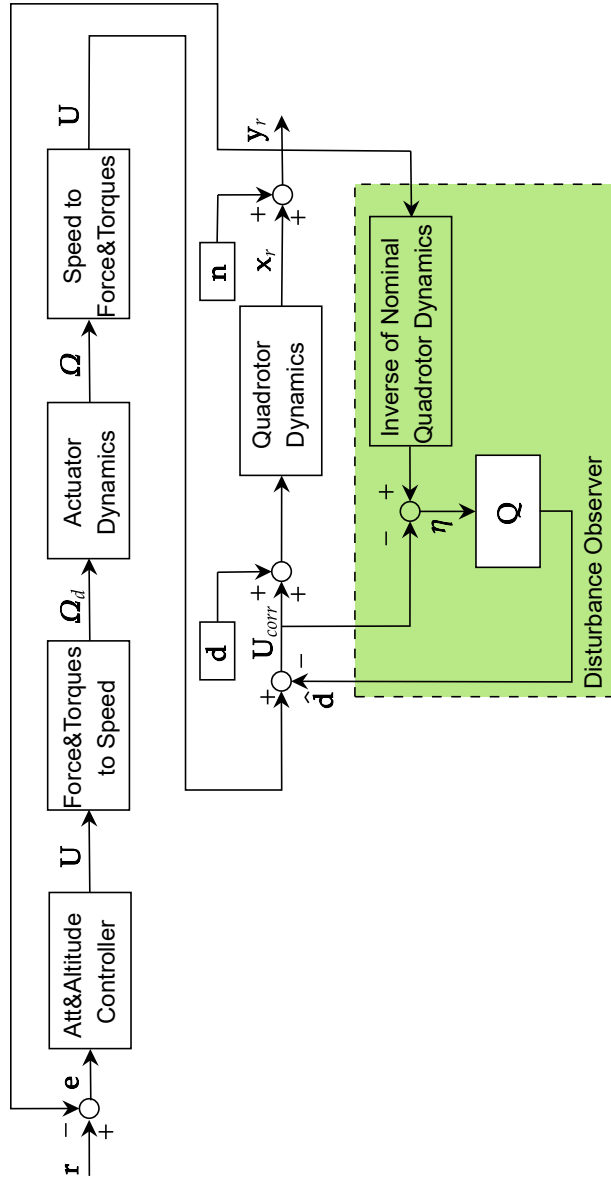 r
−
+
e
Att&Altitude
Controller
U
Force&Torques
to Speed
Ω_d
Actuator
Dynamics
Ω
Speed to
Force&Torques
U
+
−
d̂
U_corr
d
+
+
Quadrotor
Dynamics
x_r
n
+
+
y_r
Inverse of Nominal
Quadrotor Dynamics
−
+
η
Q
Disturbance Observer